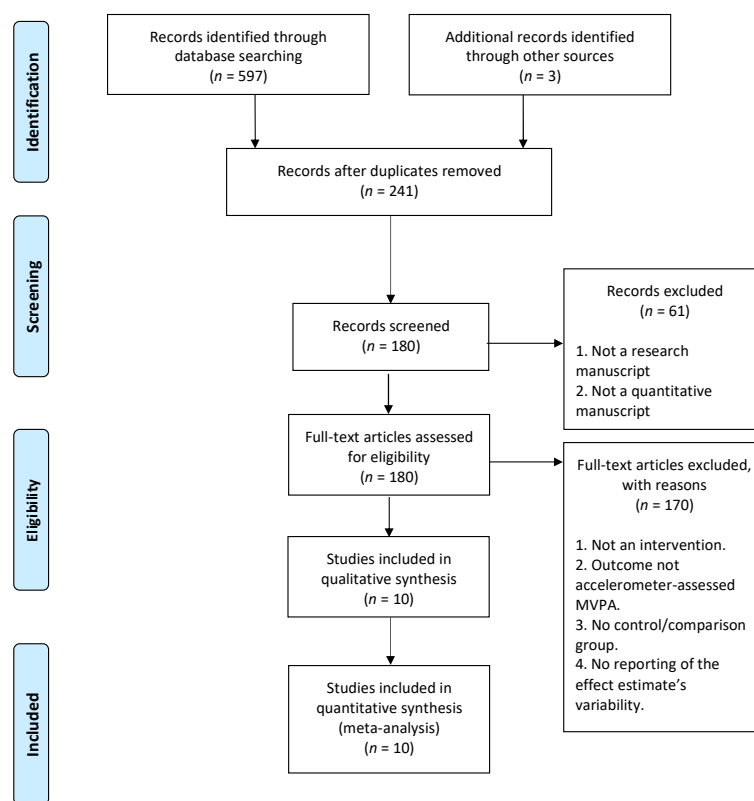 Identification
Records identified through
database searching
(n = 597)
Additional records identified
through other sources
(n = 3)
Records after duplicates removed
(n = 241)
Screening
Records screened
(n = 180)
Records excluded
(n = 61)
1. Not a research
manuscript
2. Not a quantitative
manuscript
Eligibility
Full-text articles assessed
for eligibility
(n = 180)
Full-text articles excluded,
with reasons
(n = 170)
1. Not an intervention.
2. Outcome not
accelerometer-assessed
MVPA.
3. No control/comparison
group.
4. No reporting of the
effect estimate's
variability.
Studies included in
qualitative synthesis
(n = 10)
Included
Studies included in
quantitative synthesis
(meta-analysis)
(n = 10)